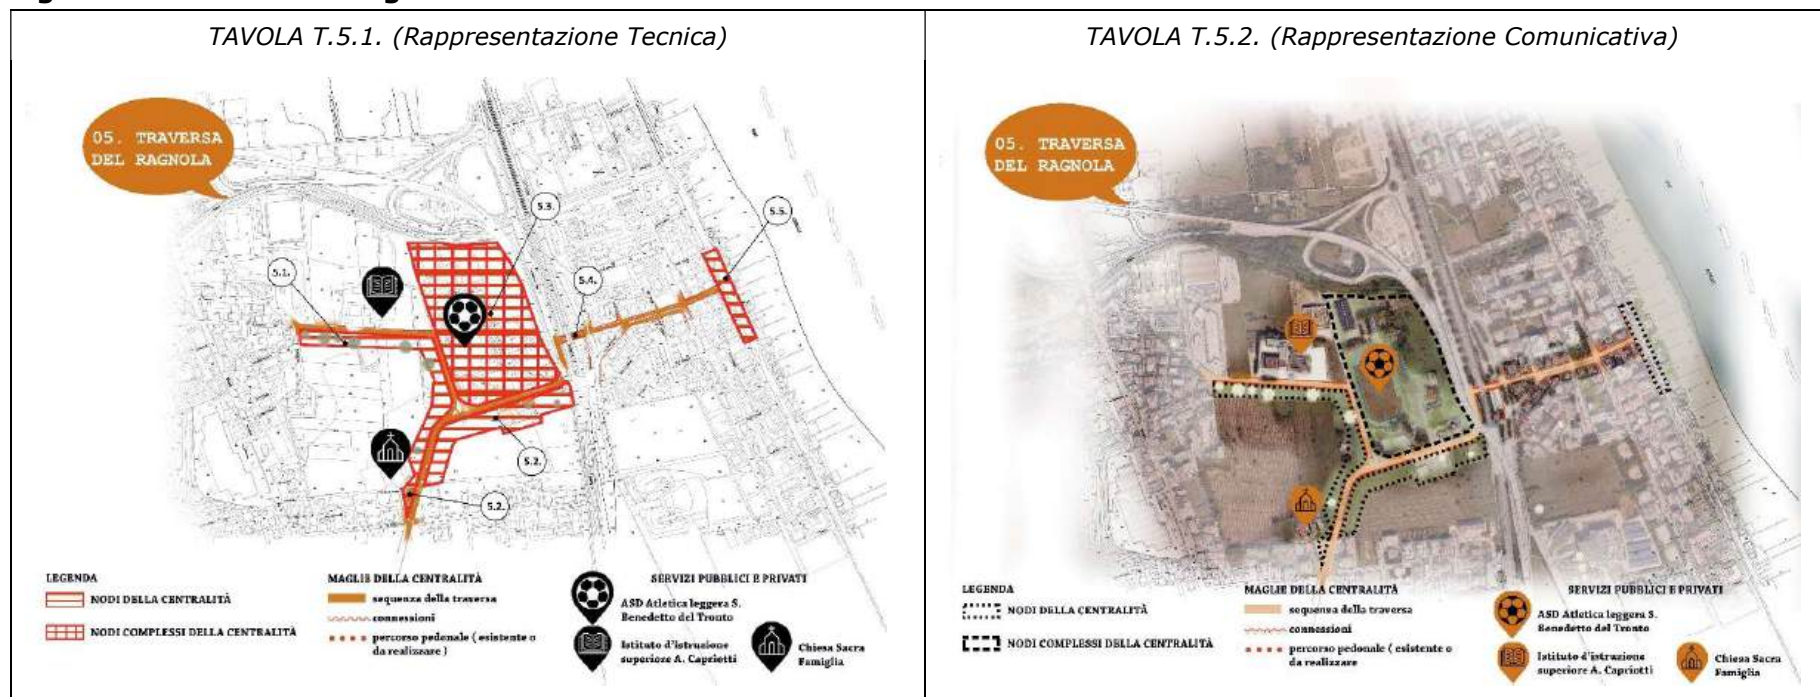 TAVOLA T.5.1. (Rappresentazione Tecnica)
05. TRAVERSA
DEL RAGNOLA
5.3.
5.5.
5.1.
5.4.
5.2.
5.2.
LEGENDA
NODI DELLA CENTRALITÀ
NODI COMPLESSI DELLA CENTRALITÀ
MAGLIE DELLA CENTRALITÀ
sequenza della traversa
connessioni
percorso pedonale ( esistente o
da realizzare )
SERVIZI PUBBLICI E PRIVATI
ASD Atletica leggera S.
Benedetto del Tronto
Istituto d'istruzione
superiore A. Capriotti
Chiesa Sacra
Famiglia
TAVOLA T.5.2. (Rappresentazione Comunicativa)
05. TRAVERSA
DEL RAGNOLA
LEGENDA
NODI DELLA CENTRALITÀ
NODI COMPLESSI DELLA CENTRALITÀ
MAGLIE DELLA CENTRALITÀ
sequenza della traversa
connessioni
percorso pedonale ( esistente o
da realizzare
SERVIZI PUBBLICI E PRIVATI
ASD Atletica leggera S.
Benedetto del Tronto
Istituto d'istruzione
superiore A. Capriotti
Chiesa Sacra
Famiglia